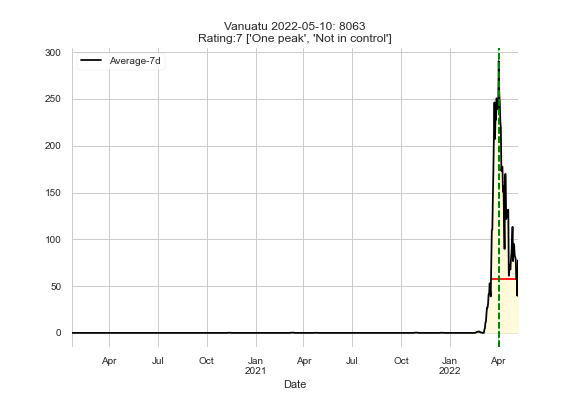 Vanuatu 2022-05-10: 8063
Rating:7 ['One peak', 'Not in control']
300
250
200
150
100
50
0
Average-7d
Apr Jul Oct Jan Apr Jul Oct Jan Apr
2021 2022
Date